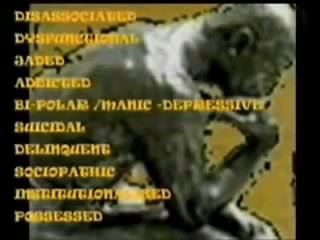 DISASSOCIATED
DYSFUNCTIONAL
JADED
ADDICTED
BI-POLAR /MANIC -DEPRESSIVE
SUICIDAL
DELINQUENT
SOCIOPATHIC
INSTITUTIONALIZED
POSSESSED